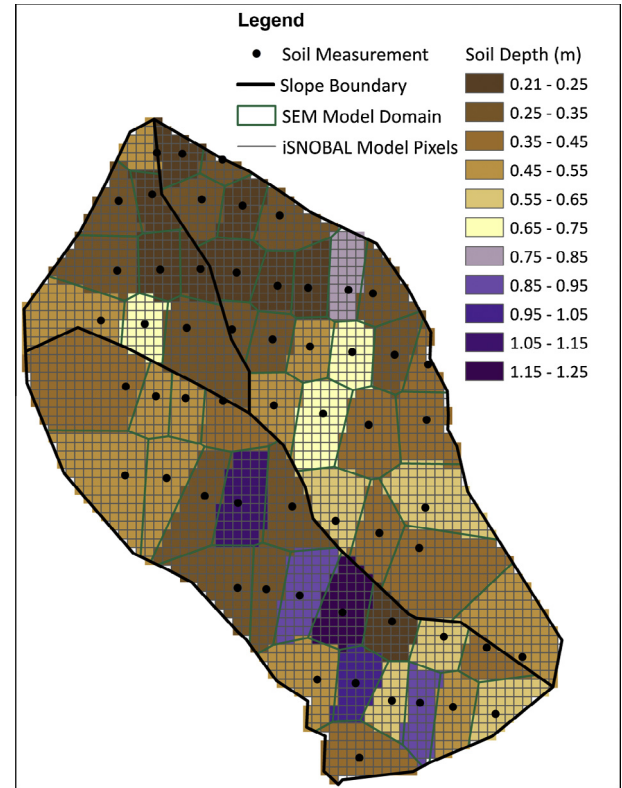 Legend
Soil Measurement
Slope Boundary
SEM Model Domain
iSNOBAL Model Pixels
Soil Depth (m)
0.21 - 0.25
0.25 - 0.35
0.35 - 0.45
0.45 - 0.55
0.55 - 0.65
0.65 - 0.75
0.75 - 0.85
0.85 - 0.95
0.95 - 1.05
1.05 - 1.15
1.15 - 1.25